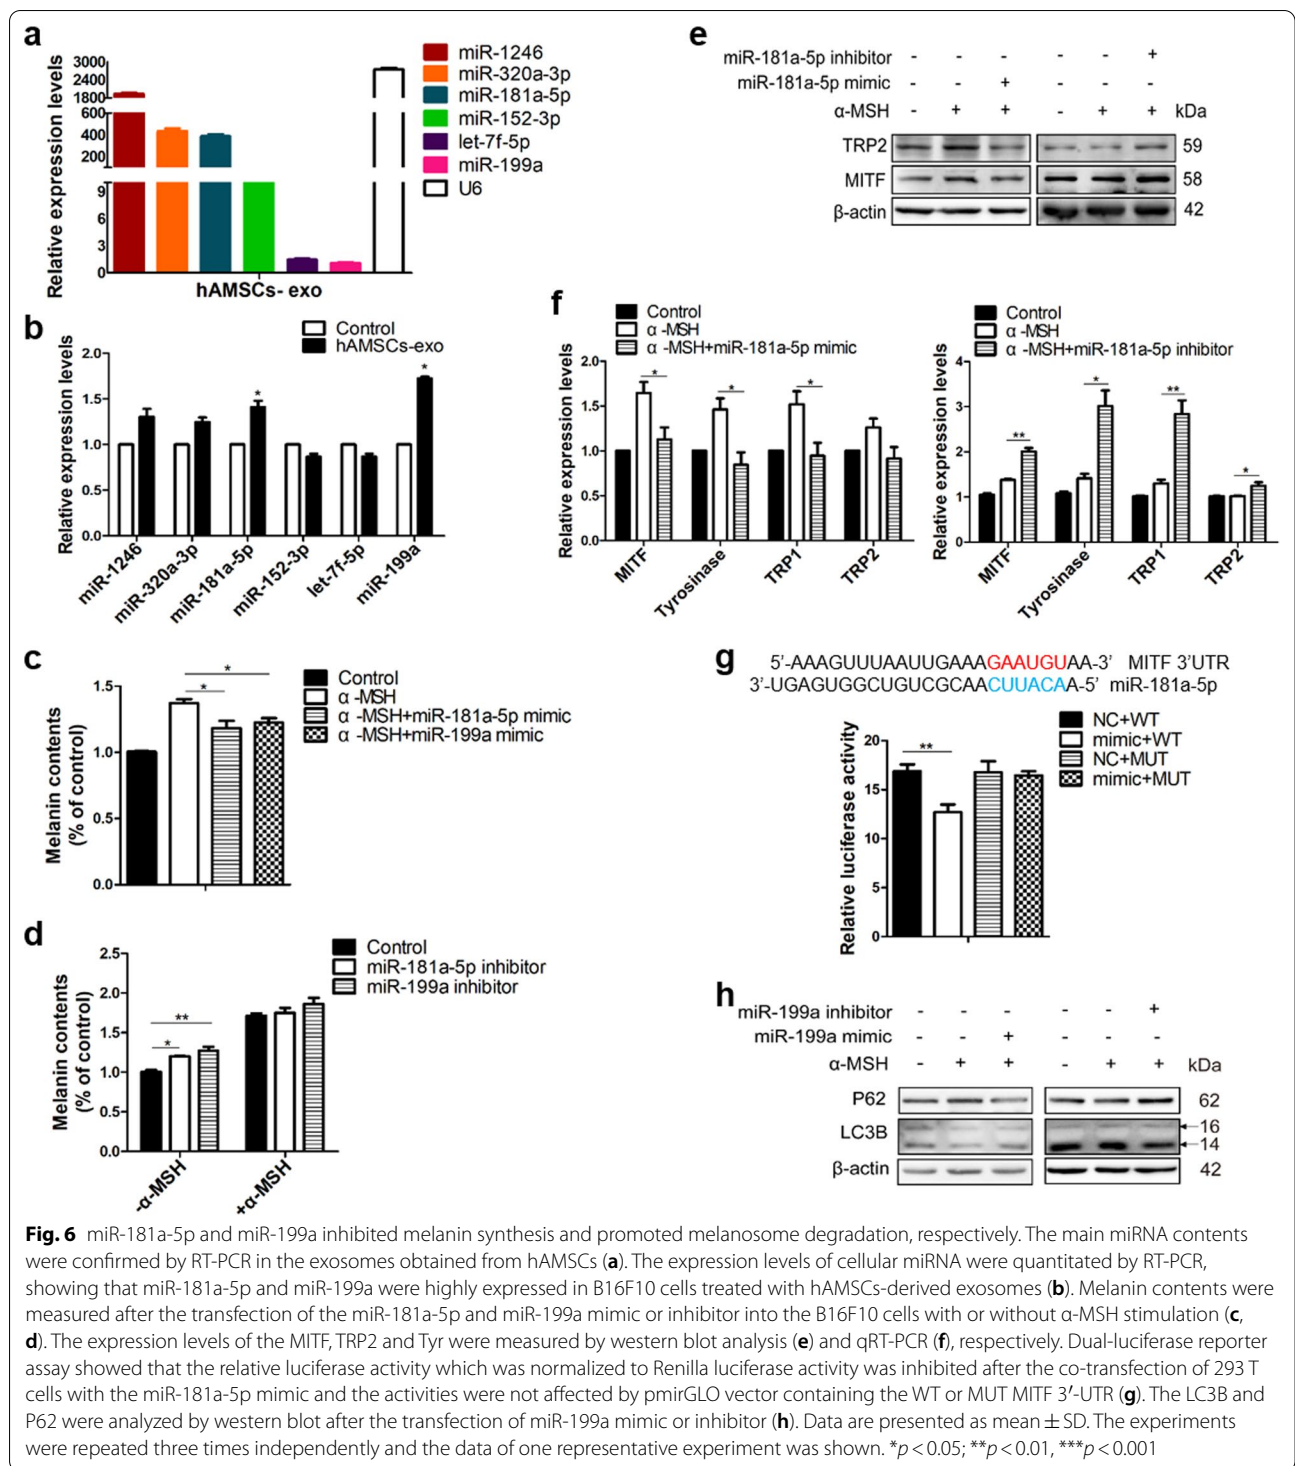 a
Relative expression levels
3000
2400
1800
600
400
200
9
6
3
0
hAMSCs- exo
miR-1246
miR-320a-3p
miR-181a-5p
miR-152-3p
let-7f-5p
miR-199a
U6
b
Relative expression levels
2.0
1.5
1.0
0.5
0.0
Control
hAMSCs-exo
*
*
miR-1246
miR-320a-3p
miR-181a-5p
miR-152-3p
let-7f-5p
miR-199a
c
Melanin contents
(% of control)
1.5
1.0
0.5
0.0
*
*
Control
α -MSH
α -MSH+miR-181a-5p mimic
α -MSH+miR-199a mimic
d
Melanin contents
(% of control)
2.5
2.0
1.5
1.0
0.5
0.0
**
*
Control
miR-181a-5p inhibitor
miR-199a inhibitor
-α-MSH
+α-MSH
e
miR-181a-5p inhibitor - - - - - +
miR-181a-5p mimic - - + - - -
α-MSH - + + - + + kDa
TRP2 59
MITF 58
β-actin 42
f
Control
α -MSH
α -MSH+miR-181a-5p mimic
Relative expression levels
2.0
1.5
1.0
0.5
0.0
*
*
*
MITF
Tyrosinase
TRP1
TRP2
Control
α -MSH
α -MSH+miR-181a-5p inhibitor
Relative expression levels
4
3
2
1
0
**
*
**
*
MITF
Tyrosinase
TRP1
TRP2
g
5’-AAAGUUUAAUUGAAAGAAUGUAA-3’ MITF 3’UTR
3’-UGAGUGGCUGUCGCAACUUACAA-5’ miR-181a-5p
Relative luciferase activity
20
15
10
5
0
**
NC+WT
mimic+WT
NC+MUT
mimic+MUT
h
miR-199a inhibitor - - - - - +
miR-199a mimic - - + - - -
α-MSH - + + - + + kDa
P62 62
LC3B 16
14
β-actin 42
Fig. 6 miR-181a-5p and miR-199a inhibited melanin synthesis and promoted melanosome degradation, respectively. The main miRNA contents
were confirmed by RT-PCR in the exosomes obtained from hAMSCs (a). The expression levels of cellular miRNA were quantitated by RT-PCR,
showing that miR-181a-5p and miR-199a were highly expressed in B16F10 cells treated with hAMSCs-derived exosomes (b). Melanin contents were
measured after the transfection of the miR-181a-5p and miR-199a mimic or inhibitor into the B16F10 cells with or without α-MSH stimulation (c,
d). The expression levels of the MITF, TRP2 and Tyr were measured by western blot analysis (e) and qRT-PCR (f), respectively. Dual-luciferase reporter
assay showed that the relative luciferase activity which was normalized to Renilla luciferase activity was inhibited after the co-transfection of 293 T
cells with the miR-181a-5p mimic and the activities were not affected by pmirGLO vector containing the WT or MUT MITF 3′-UTR (g). The LC3B and
P62 were analyzed by western blot after the transfection of miR-199a mimic or inhibitor (h). Data are presented as mean ± SD. The experiments
were repeated three times independently and the data of one representative experiment was shown. *p < 0.05; **p < 0.01, ***p < 0.001